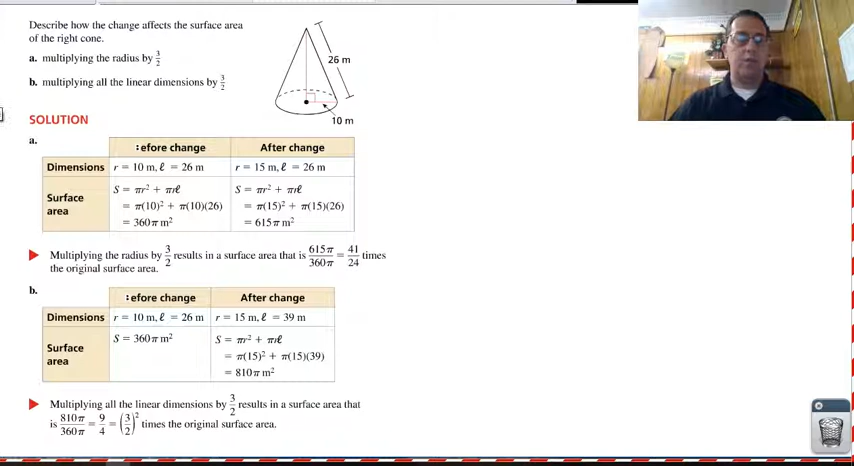 Describe how the change affects the surface area
of the right cone.
a. multiplying the radius by 3/2
b. multiplying all the linear dimensions by 3/2
26 m
10 m
SOLUTION
a.
efore change After change
Dimensions r = 10 m, ℓ = 26 m r = 15 m, ℓ = 26 m
Surface area
S = πr² + πrℓ S = πr² + πrℓ
= π(10)² + π(10)(26) = π(15)² + π(15)(26)
= 360π m² = 615π m²
Multiplying the radius by 3/2 results in a surface area that is 615π/360π = 41/24 times
the original surface area.
b.
efore change After change
Dimensions r = 10 m, ℓ = 26 m r = 15 m, ℓ = 39 m
Surface area
S = 360π m² S = πr² + πrℓ
= π(15)² + π(15)(39)
= 810π m²
Multiplying all the linear dimensions by 3/2 results in a surface area that
is 810π/360π = 9/4 = (3/2)² times the original surface area.